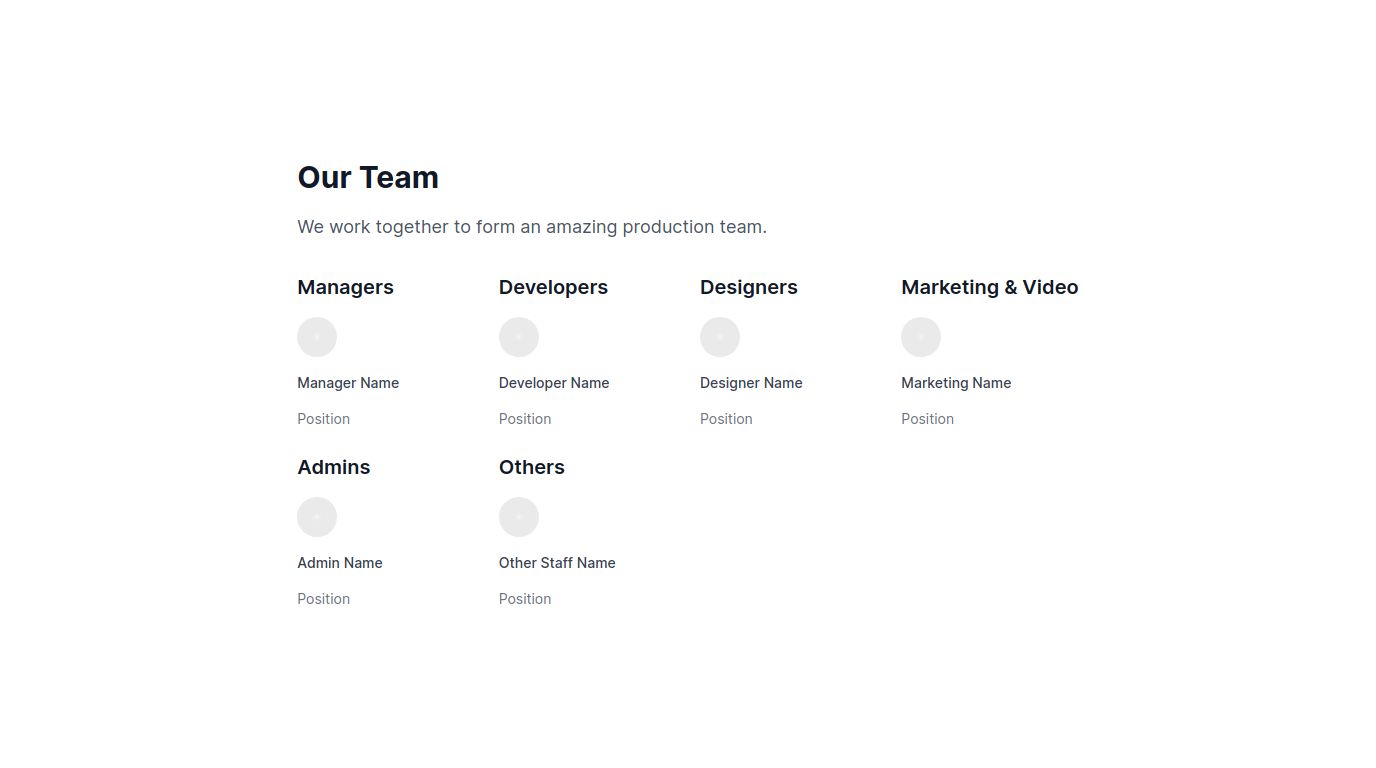 Our Team
We work together to form an amazing production team.
Managers
Manager Name
Position
Developers
Developer Name
Position
Designers
Designer Name
Position
Marketing & Video
Marketing Name
Position
Admins
Admin Name
Position
Others
Other Staff Name
Position